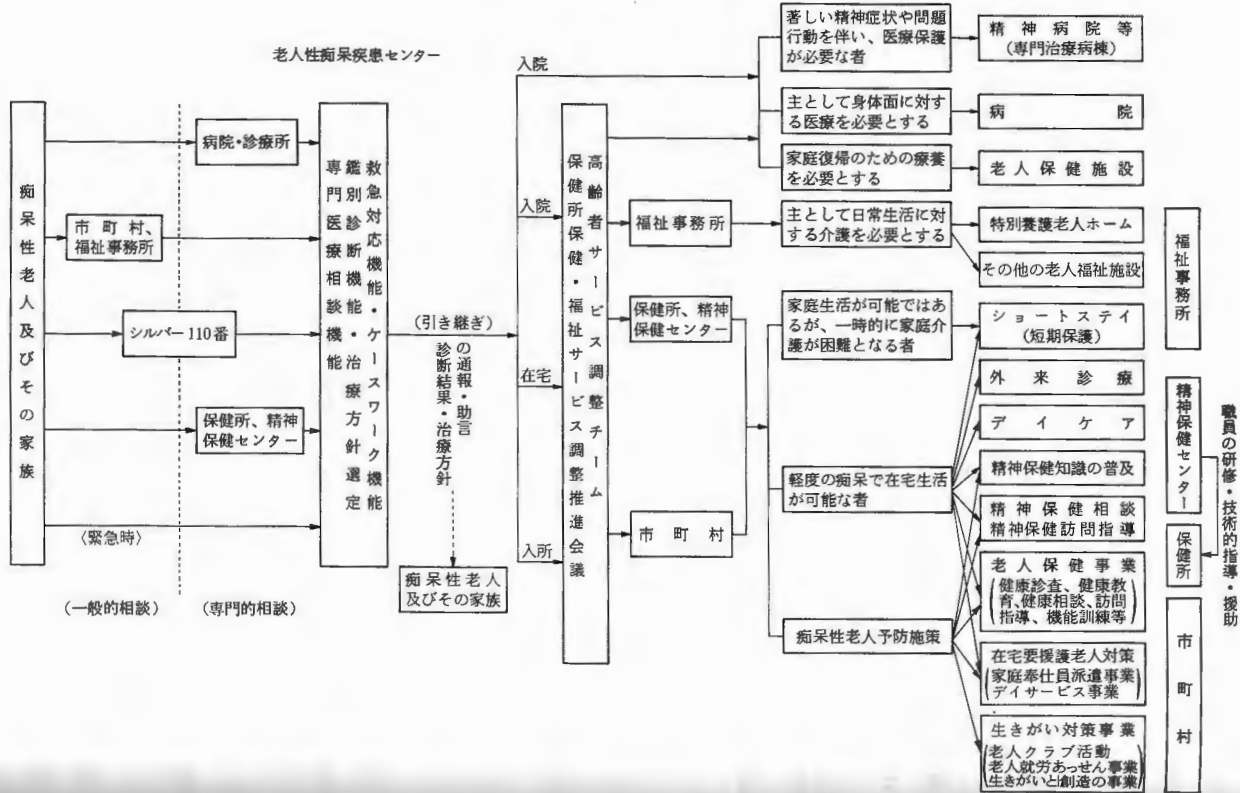 老人性痴呆疾患センター
痴呆性老人及びその家族
市町村、
福祉事務所
病院・診療所
シルバー110番
保健所、精神
保健センター
〈緊急時〉
(一般的相談)
(専門的相談)
救急対応機能・ケースワーク機能
鑑別診断機能・治療方針選定
専門医療相談機能
(引き継ぎ)
の通報・助言
診断結果・治療方針
痴呆性老人
及びその家族
入院
入院
在宅
入所
高齢者サービス調整チーム
保健所保健・福祉サービス調整推進会議
福祉事務所
保健所、精神
保健センター
市町村
著しい精神症状や問題
行動を伴い、医療保護
が必要な者
主として身体面に対す
る医療を必要とする
家庭復帰のための療養
を必要とする
主として日常生活に対
する介護を必要とする
家庭生活が可能ではあ
るが、一時的に家庭介
護が困難となる者
軽度の痴呆で在宅生活
が可能な者
痴呆性老人予防施策
精神病院等
(専門治療病棟)
病院
老人保健施設
特別養護老人ホーム
その他の老人福祉施設
ショートステイ
(短期保護)
外来診療
デイケア
精神保健知識の普及
精神保健相談
精神保健訪問指導
老人保健事業
(健康診査、健康教
育、健康相談、訪問
指導、機能訓練等)
在宅要援護老人対策
(家庭奉仕員派遣事業
デイサービス事業)
生きがい対策事業
(老人クラブ活動
老人就労あっせん事業
生きがいと創造の事業)
福祉事務所
精神保健センター
保健所
市町村
職員の研修・技術的指導・援助